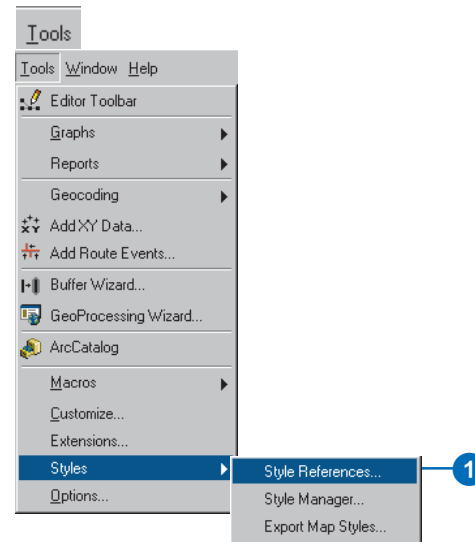 Tools
Tools Window Help
Editor Toolbar
Graphs
Reports
Geocoding
Add XY Data...
Add Route Events...
Buffer Wizard...
GeoProcessing Wizard...
ArcCatalog
Macros
Customize...
Extensions...
Styles
Style References... 1
Style Manager...
Options...
Export Map Styles...